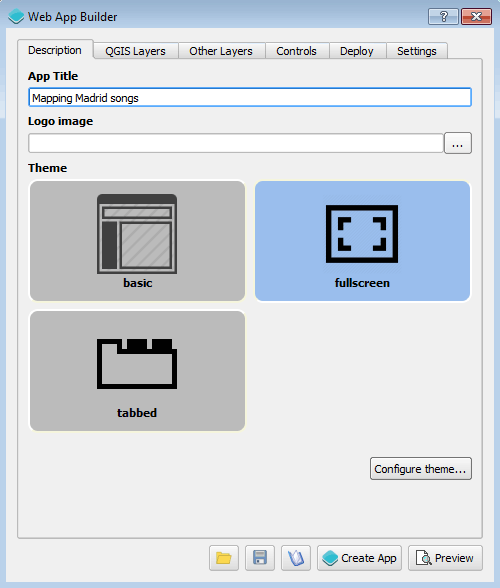 Web App Builder
?
Description QGIS Layers Other Layers Controls Deploy Settings
App Title
Mapping Madrid songs
Logo image
...
Theme
basic fullscreen
tabbed
Configure theme...
Create App Preview